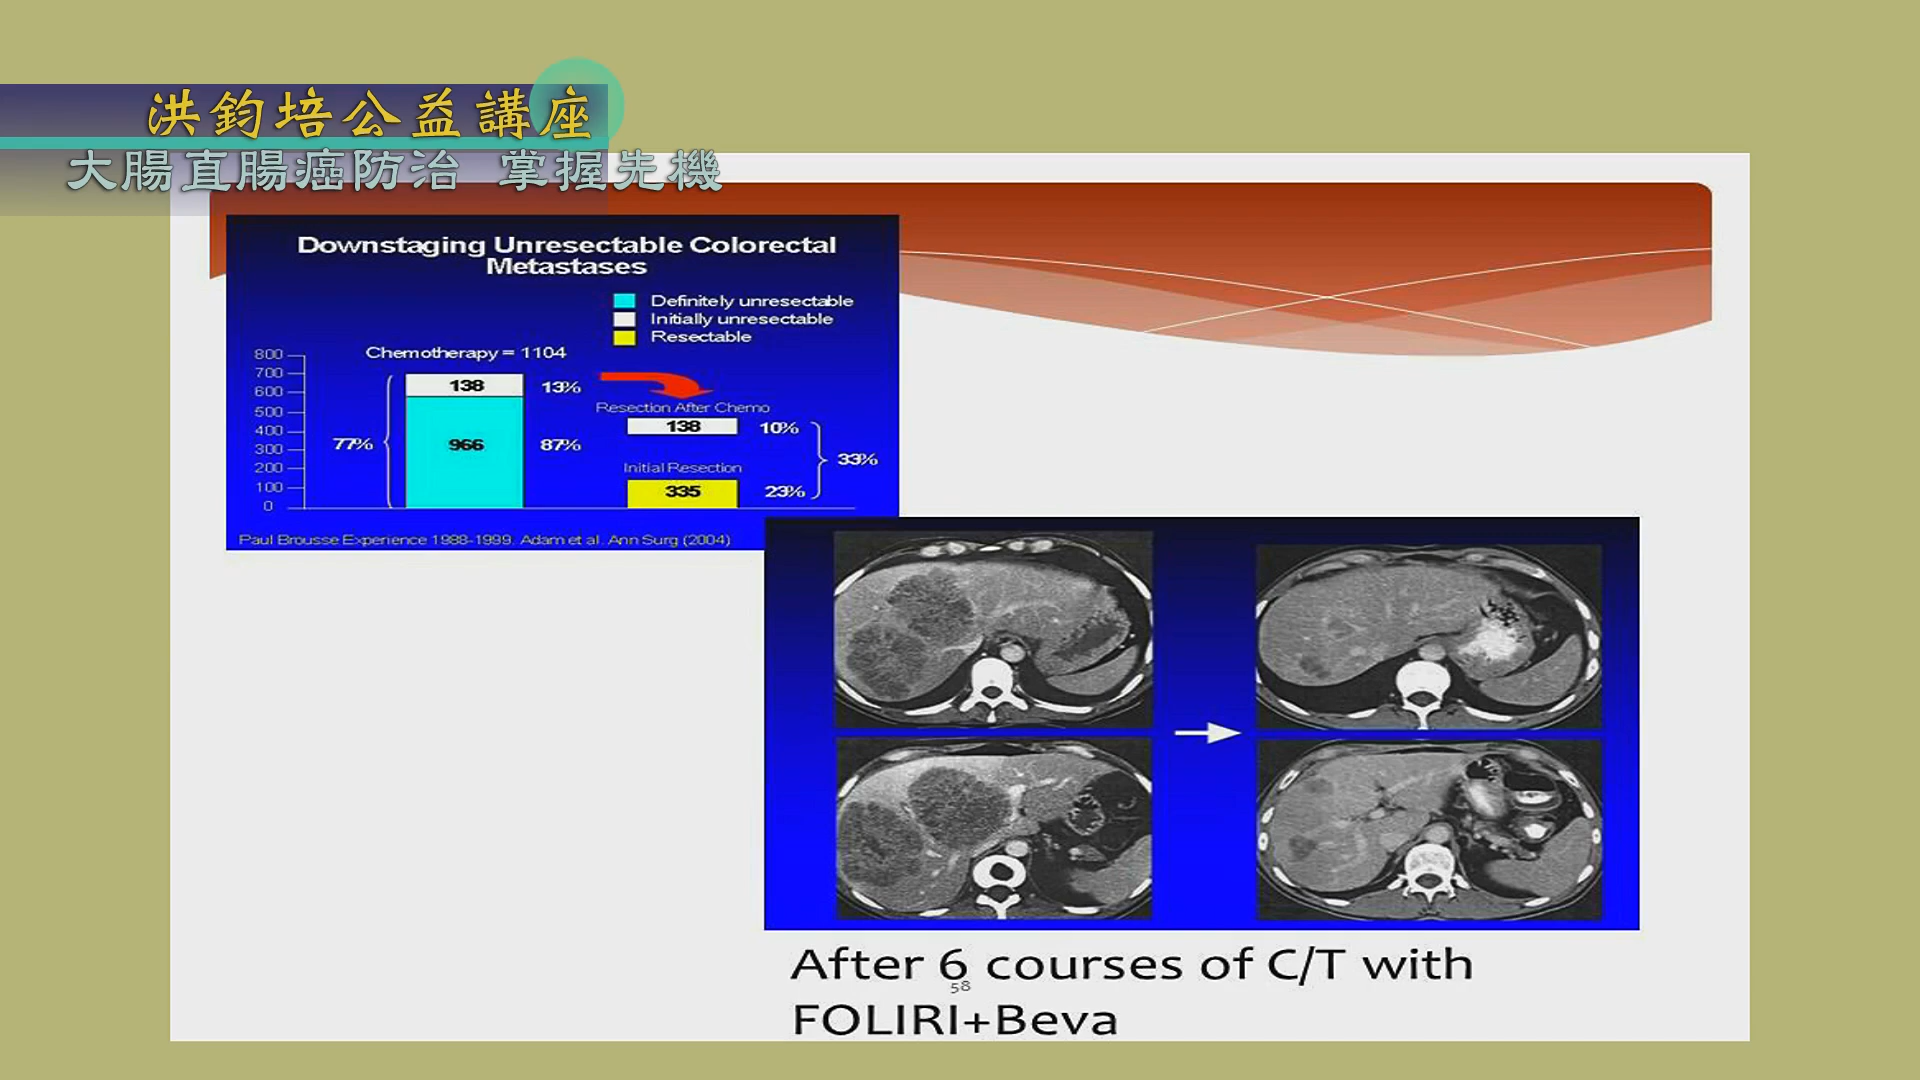 洪鈞培公益講座
大腸直腸癌防治 掌握先機
Downstaging Unresectable Colorectal
Metastases
Definitely unresectable
Initially unresectable
Resectable
Chemotherapy = 1104
800
700
600
500
400
300
200
100
0
77%
138
13%
966
87%
Resection After Chemo
138
10%
33%
Initial Resection
335
23%
Paul Brousse Experience 1988-1999. Adam et al. Ann Surg (2004)
After 6 courses of C/T with
58
FOLIRI+Beva